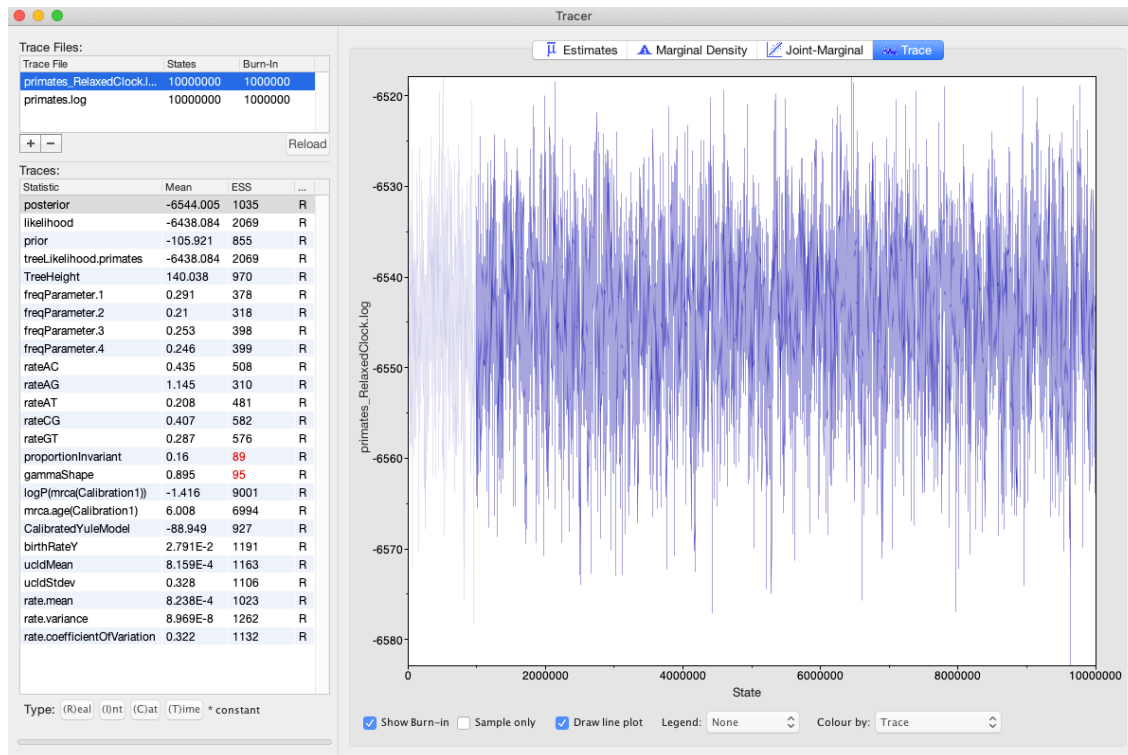 Tracer
Trace Files:
Trace File States Burn-In
primates_RelaxedClock.l... 10000000 1000000
primates.log 10000000 1000000
+ − Reload
Traces:
Statistic Mean ESS ...
posterior -6544.005 1035 R
likelihood -6438.084 2069 R
prior -105.921 855 R
treeLikelihood.primates -6438.084 2069 R
TreeHeight 140.038 970 R
freqParameter.1 0.291 378 R
freqParameter.2 0.21 318 R
freqParameter.3 0.253 398 R
freqParameter.4 0.246 399 R
rateAC 0.435 508 R
rateAG 1.145 310 R
rateAT 0.208 481 R
rateCG 0.407 582 R
rateGT 0.287 576 R
proportionInvariant 0.16 89 R
gammaShape 0.895 95 R
logP(mrca(Calibration1)) -1.416 9001 R
mrca.age(Calibration1) 6.008 6994 R
CalibratedYuleModel -88.949 927 R
birthRateY 2.791E-2 1191 R
ucldMean 8.159E-4 1163 R
ucldStdev 0.328 1106 R
rate.mean 8.238E-4 1023 R
rate.variance 8.969E-8 1262 R
rate.coefficientOfVariation 0.322 1132 R
Type: (R)eal (I)nt (C)at (T)ime * constant
Estimates Marginal Density Joint-Marginal Trace
primates_RelaxedClock.log
-6520
-6530
-6540
-6550
-6560
-6570
-6580
0 2000000 4000000 6000000 8000000 10000000
State
Show Burn-in Sample only Draw line plot Legend: None Colour by: Trace